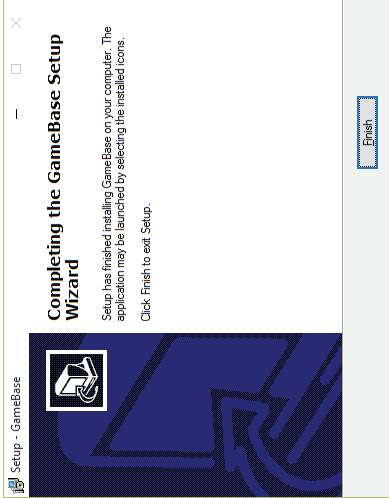 Setup - GameBase
Completing the GameBase Setup
Wizard
Setup has finished installing GameBase on your computer. The
application may be launched by selecting the installed icons.
Click Finish to exit Setup.
Finish